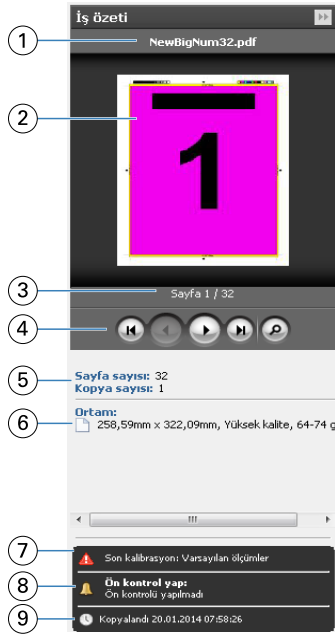 İş özeti
1
NewBigNum32.pdf
2
1
3
Sayfa 1 / 32
4
5
Sayfa sayısı: 32
Kopya sayısı: 1
Ortam:
6
258,59mm x 322,09mm, Yüksek kalite, 64-74 g
7
Son kalibrasyon: Varsayılan ölçümler
8
Ön kontrol yap:
Ön kontrolü yapılmadı
9
Kopyalandı 20.01.2014 07:58:26